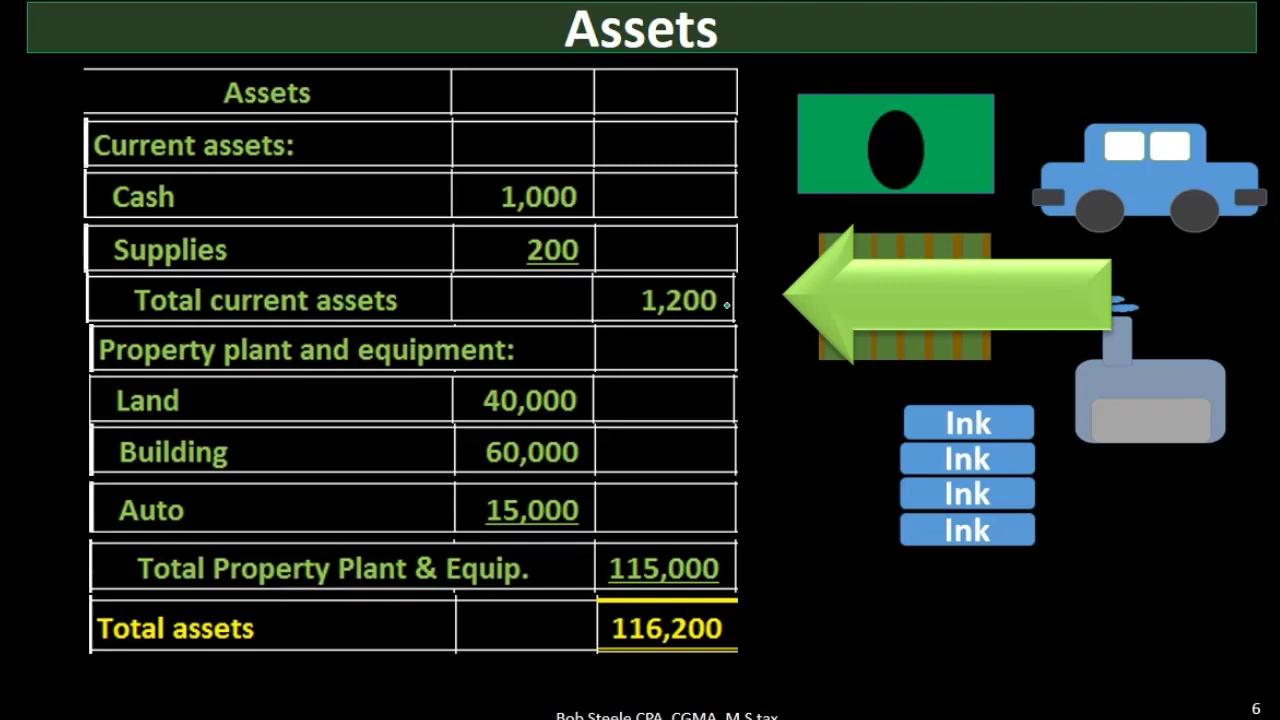 Assets
Assets
Current assets:
Cash 1,000
Supplies 200
Total current assets 1,200
Property plant and equipment:
Land 40,000
Building 60,000
Auto 15,000
Total Property Plant & Equip. 115,000
Total assets 116,200
Ink
Ink
Ink
Ink
Bob Steele CPA, CGMA, M.S.tax
6